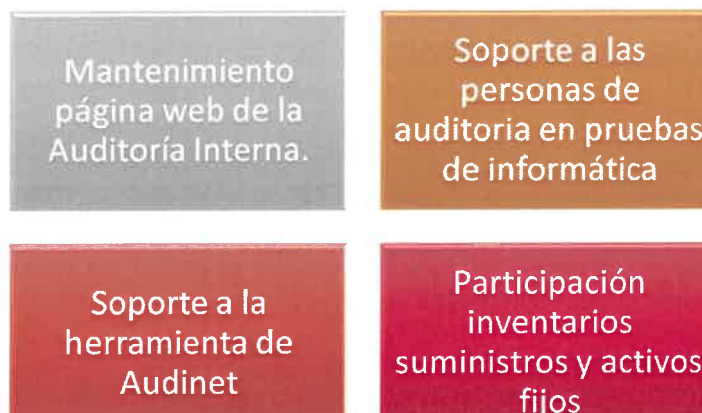 Mantenimiento
página web de la
Auditoría Interna.
Soporte a las
personas de
auditoria en pruebas
de informática
Soporte a la
herramienta de
Audinet
Participación
inventarios
suministros y activos
fijos